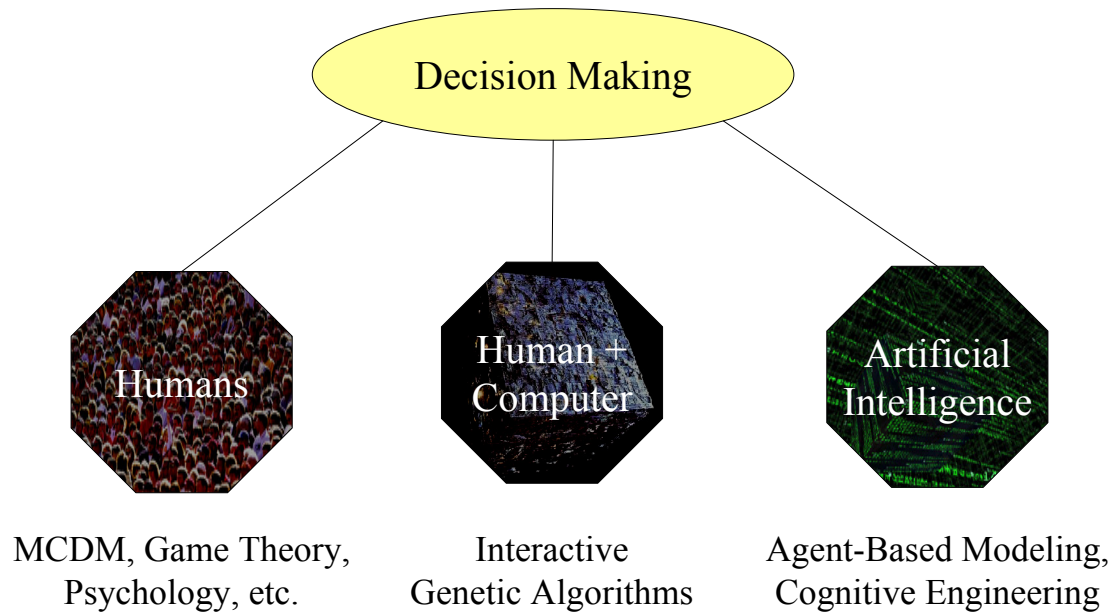 Decision Making
Humans
Human +
Computer
Artificial
Intelligence
MCDM, Game Theory,
Psychology, etc.
Interactive
Genetic Algorithms
Agent-Based Modeling,
Cognitive Engineering